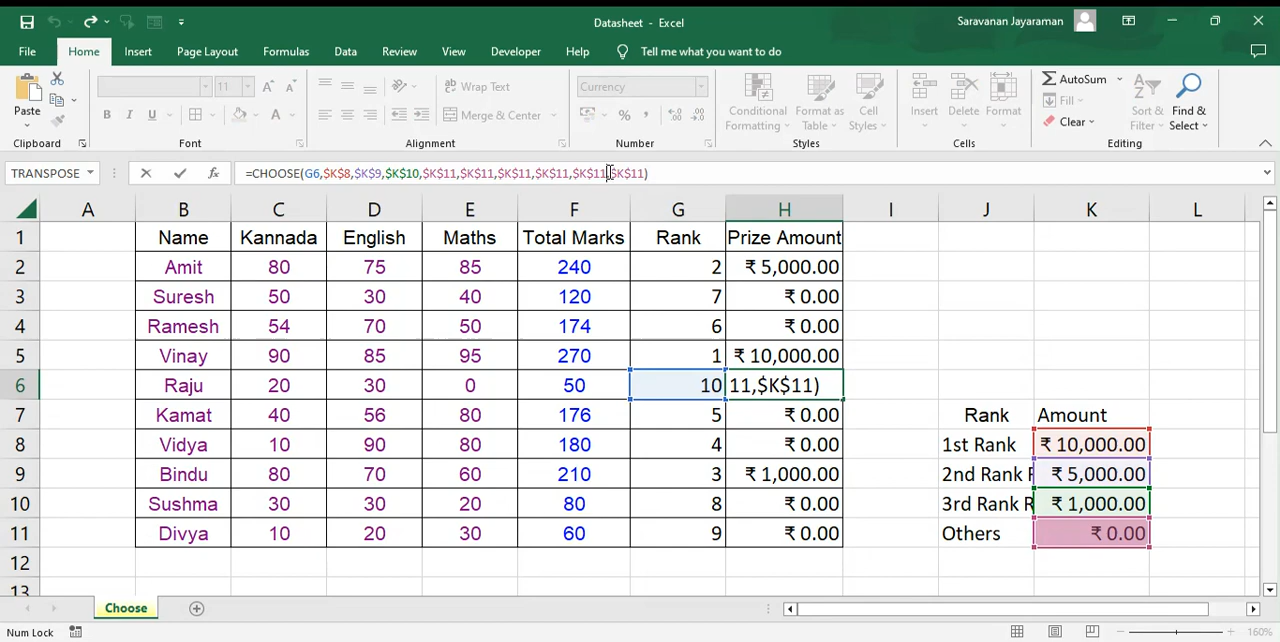 Datasheet - Excel
Saravanan Jayaraman
File Home Insert Page Layout Formulas Data Review View Developer Help Tell me what you want to do
Paste
Clipboard
11 A A
B I U A
Font
Wrap Text
Merge & Center
Alignment
Currency
%
Number
Conditional Formatting
Format as Table
Cell Styles
Styles
Insert Delete Format
Cells
AutoSum
Fill
Clear
Sort & Filter
Find & Select
Editing
TRANSPOSE fx =CHOOSE(G6,$K$8,$K$9,$K$10,$K$11,$K$11,$K$11,$K$11,$K$11,$K$11)
A B C D E F G H I J K L
1 Name Kannada English Maths Total Marks Rank Prize Amount
2 Amit 80 75 85 240 2 ₹ 5,000.00
3 Suresh 50 30 40 120 7 ₹ 0.00
4 Ramesh 54 70 50 174 6 ₹ 0.00
5 Vinay 90 85 95 270 1 ₹ 10,000.00
6 Raju 20 30 0 50 10 11,$K$11)
7 Kamat 40 56 80 176 5 ₹ 0.00 Rank Amount
8 Vidya 10 90 80 180 4 ₹ 0.00 1st Rank ₹ 10,000.00
9 Bindu 80 70 60 210 3 ₹ 1,000.00 2nd Rank ₹ 5,000.00
10 Sushma 30 30 20 80 8 ₹ 0.00 3rd Rank R ₹ 1,000.00
11 Divya 10 20 30 60 9 ₹ 0.00 Others ₹ 0.00
12
13
Choose
Num Lock 160%